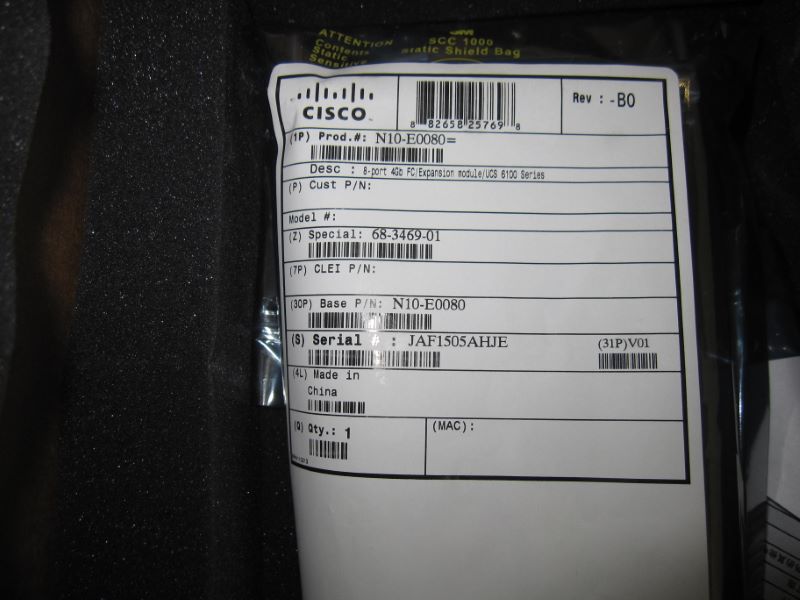 ATTENTION
Contents
Static
Sensitive
3M
SCC 1000
Static Shield Bag
CISCO
8 82658 25769 8
Rev : -B0
(1P) Prod.#: N10-E0080=
Desc : 8-port 4Gb FC/Expansion module/UCS 6100 Series
(P) Cust P/N:
Model #:
(Z) Special: 68-3469-01
(7P) CLEI P/N:
(30P) Base P/N: N10-E0080
(S) Serial # : JAF1505AHJE
(31P)V01
(4L) Made in
China
(Q) Qty.: 1
(MAC):